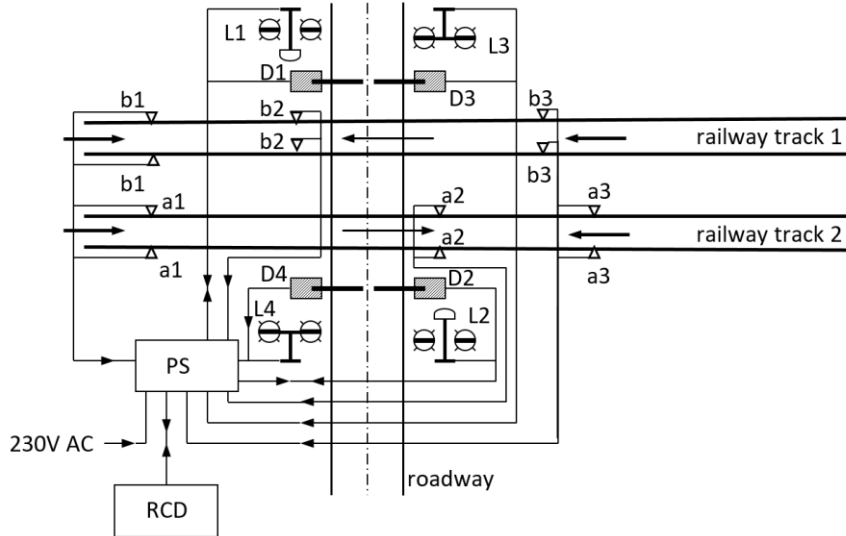 L1
L3
D1
D3
b1
b2
b3
b2
railway track 1
b3
b1
a1
a2
a3
a2
railway track 2
a1
a3
D4
D2
L4
L2
PS
230V AC
roadway
RCD